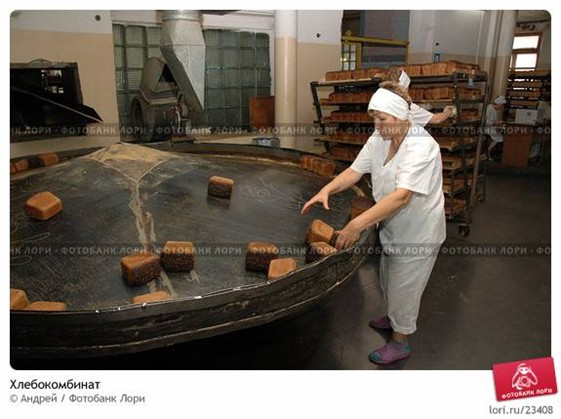 ФОТОБАНК ЛОРИ · ФОТОБАНК ЛОРИ · ФОТОБАНК ЛОРИ · ФОТОБАНК ЛОРИ
ФОТОБАНК ЛОРИ · ФОТОБАНК ЛОРИ · ФОТОБАНК ЛОРИ · ФОТОБАНК ЛОРИ
ФОТОБАНК ЛОРИ
Хлебокомбинат
© Андрей / Фотобанк Лори
lori.ru/23408